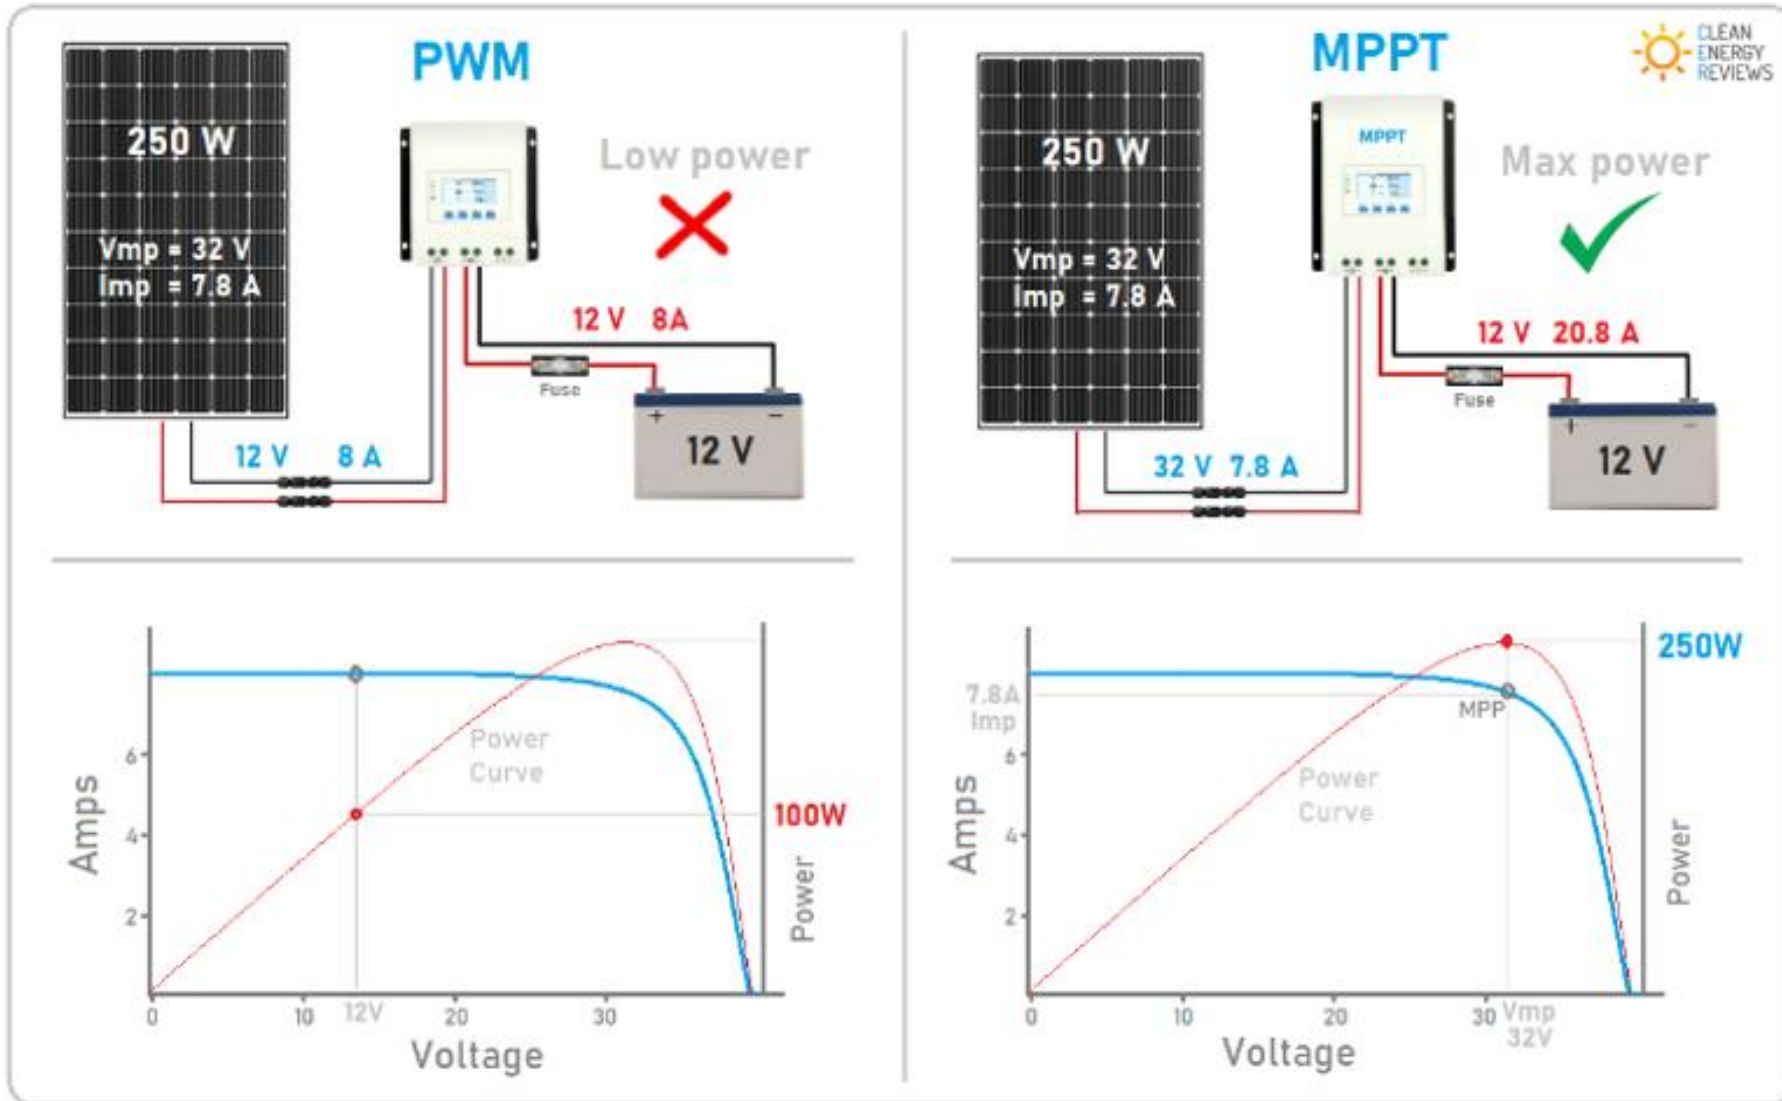 PWM
250 W
Vmp = 32 V
Imp = 7.8 A
Low power
12 V 8A
Fuse
+ −
12 V
12 V 8 A
MPPT
CLEAN
ENERGY
REVIEWS
250 W
Vmp = 32 V
Imp = 7.8 A
MPPT
Max power
12 V 20.8 A
Fuse
+ −
12 V
32 V 7.8 A
Amps
6
4
2
0
10
12V
20
30
Voltage
Power
Curve
100W
Power
7.8A
Imp
Amps
6
4
2
0
10
20
30
Vmp
32V
Voltage
Power
Curve
MPP
250W
Power